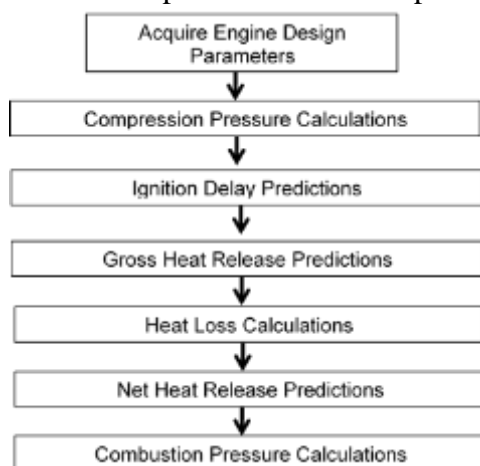 Acquire Engine Design
Parameters
Compression Pressure Calculations
Ignition Delay Predictions
Gross Heat Release Predictions
Heat Loss Calculations
Net Heat Release Predictions
Combustion Pressure Calculations